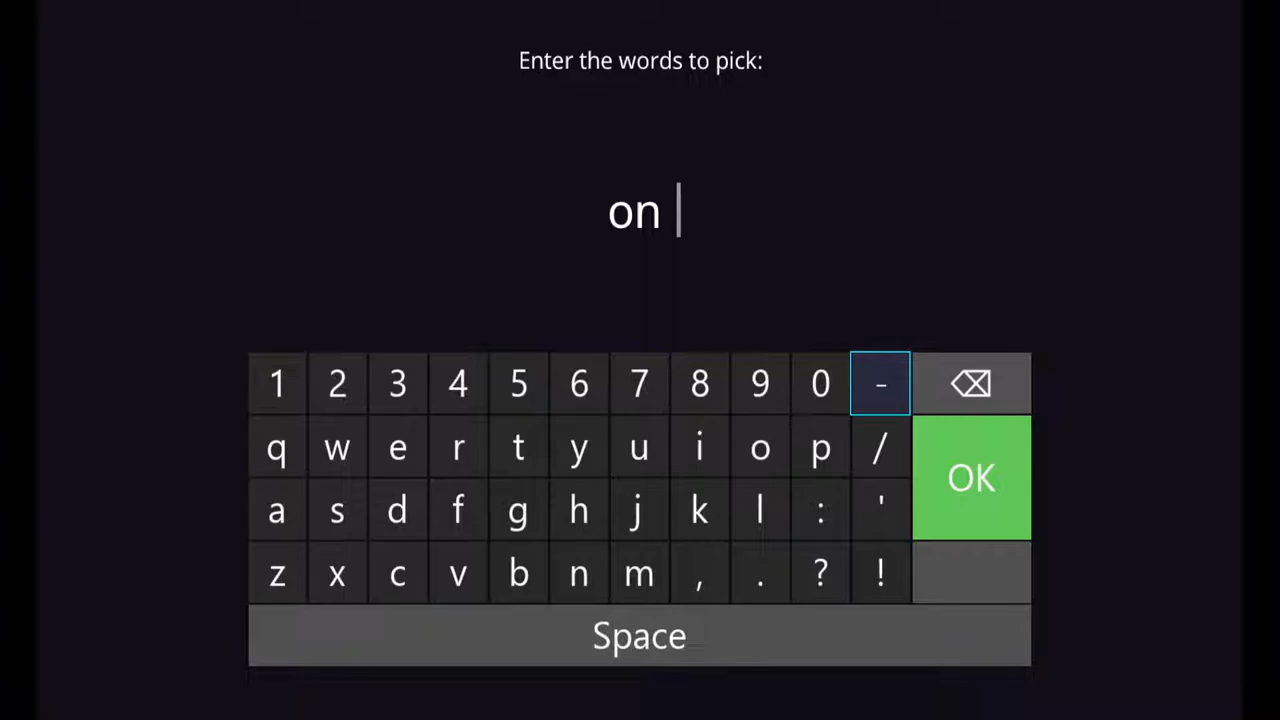 Enter the words to pick:
on
1 2 3 4 5 6 7 8 9 0 - ⌫
q w e r t y u i o p /
OK
a s d f g h j k l : '
z x c v b n m , . ? !
Space